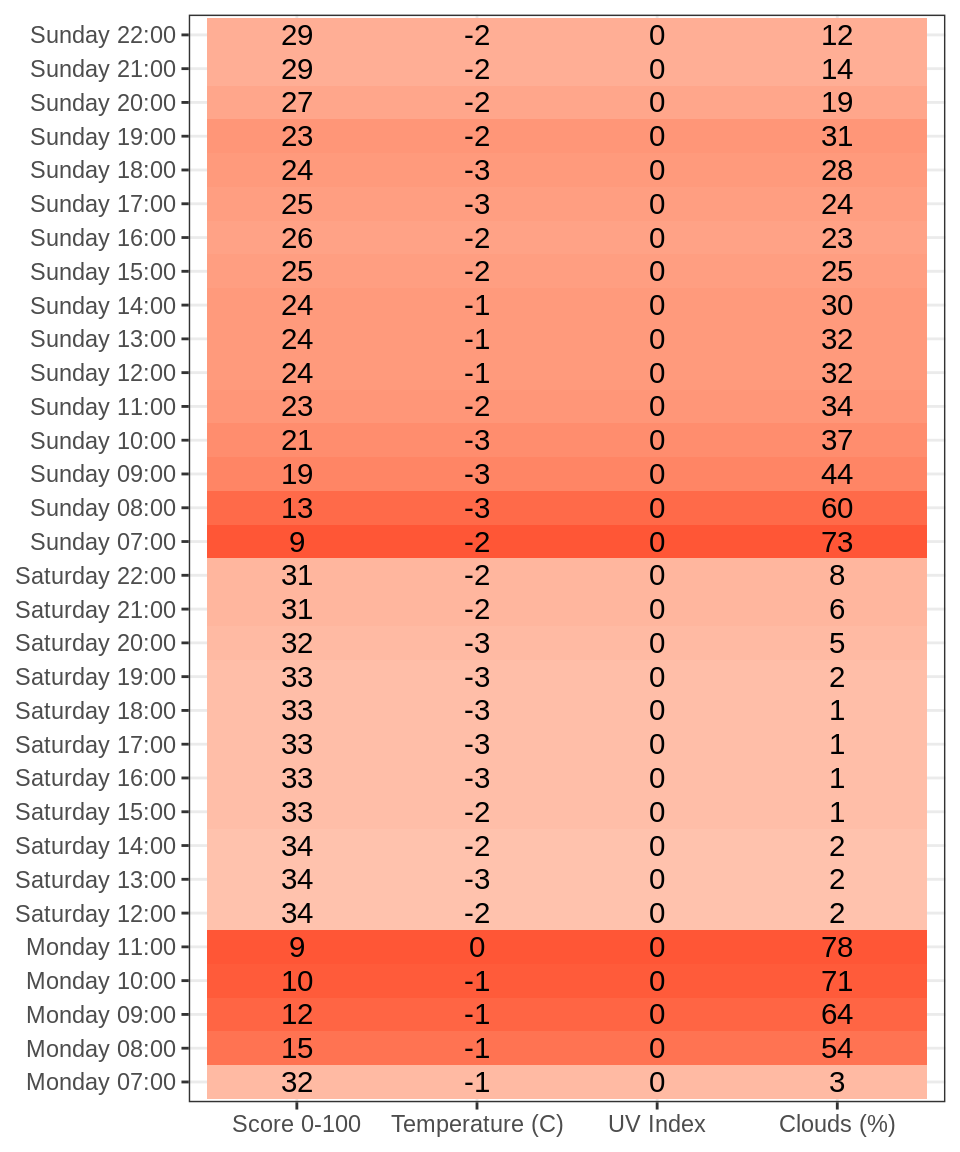 Sunday 22:00 29 -2 0 12
Sunday 21:00 29 -2 0 14
Sunday 20:00 27 -2 0 19
Sunday 19:00 23 -2 0 31
Sunday 18:00 24 -3 0 28
Sunday 17:00 25 -3 0 24
Sunday 16:00 26 -2 0 23
Sunday 15:00 25 -2 0 25
Sunday 14:00 24 -1 0 30
Sunday 13:00 24 -1 0 32
Sunday 12:00 24 -1 0 32
Sunday 11:00 23 -2 0 34
Sunday 10:00 21 -3 0 37
Sunday 09:00 19 -3 0 44
Sunday 08:00 13 -3 0 60
Sunday 07:00 9 -2 0 73
Saturday 22:00 31 -2 0 8
Saturday 21:00 31 -2 0 6
Saturday 20:00 32 -3 0 5
Saturday 19:00 33 -3 0 2
Saturday 18:00 33 -3 0 1
Saturday 17:00 33 -3 0 1
Saturday 16:00 33 -3 0 1
Saturday 15:00 33 -2 0 1
Saturday 14:00 34 -2 0 2
Saturday 13:00 34 -3 0 2
Saturday 12:00 34 -2 0 2
Monday 11:00 9 0 0 78
Monday 10:00 10 -1 0 71
Monday 09:00 12 -1 0 64
Monday 08:00 15 -1 0 54
Monday 07:00 32 -1 0 3
Score 0-100 Temperature (C) UV Index Clouds (%)